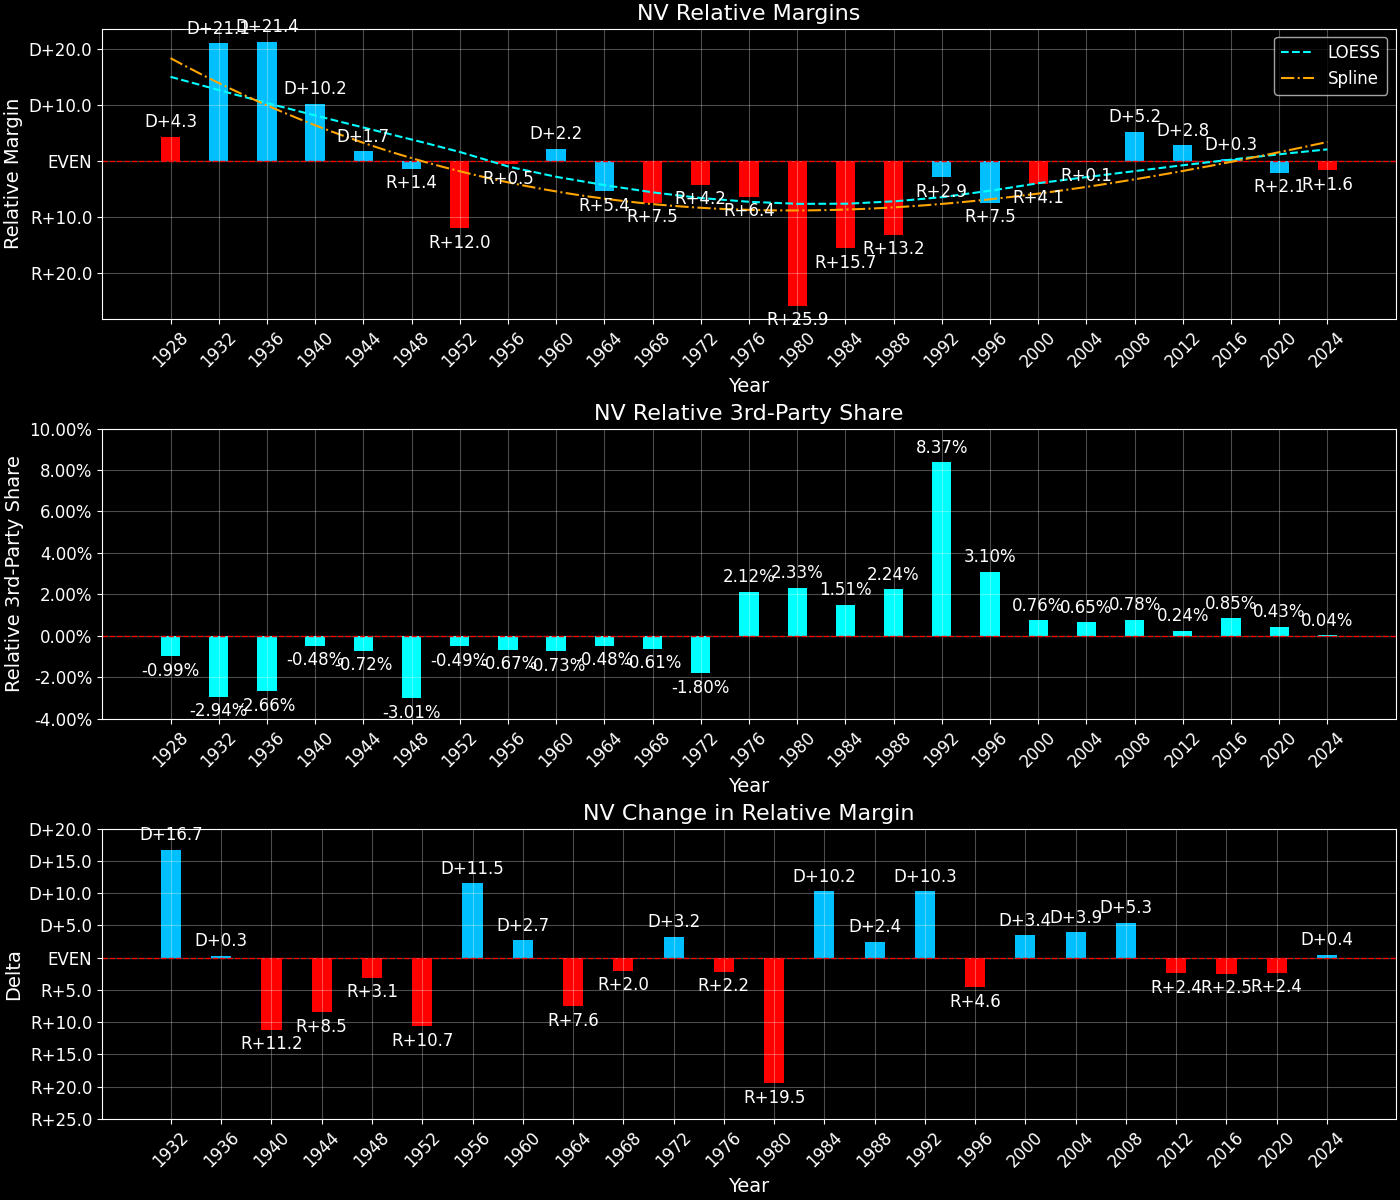 NV Relative Margins
Relative Margin
D+20.0
D+10.0
EVEN
R+10.0
R+20.0
LOESS
Spline
D+4.3
D+21.1
D+21.4
D+10.2
D+1.7
R+1.4
R+12.0
R+0.5
D+2.2
R+5.4
R+7.5
R+4.2
R+6.4
R+25.9
R+15.7
R+13.2
R+2.9
R+7.5
R+4.1
R+0.1
D+5.2
D+2.8
D+0.3
R+2.1
R+1.6
1928 1932 1936 1940 1944 1948 1952 1956 1960 1964 1968 1972 1976 1980 1984 1988 1992 1996 2000 2004 2008 2012 2016 2020 2024
Year
NV Relative 3rd-Party Share
Relative 3rd-Party Share
10.00%
8.00%
6.00%
4.00%
2.00%
0.00%
-2.00%
-4.00%
-0.99%
-2.94%
-2.66%
-0.48%
-0.72%
-3.01%
-0.49%
-0.67%
-0.73%
-0.48%
-0.61%
-1.80%
2.12%
2.33%
1.51%
2.24%
8.37%
3.10%
0.76%
0.65%
0.78%
0.24%
0.85%
0.43%
0.04%
1928 1932 1936 1940 1944 1948 1952 1956 1960 1964 1968 1972 1976 1980 1984 1988 1992 1996 2000 2004 2008 2012 2016 2020 2024
Year
NV Change in Relative Margin
Delta
D+20.0
D+15.0
D+10.0
D+5.0
EVEN
R+5.0
R+10.0
R+15.0
R+20.0
R+25.0
D+16.7
D+0.3
R+11.2
R+8.5
R+3.1
R+10.7
D+11.5
D+2.7
R+7.6
R+2.0
D+3.2
R+2.2
R+19.5
D+10.2
D+2.4
D+10.3
R+4.6
D+3.4
D+3.9
D+5.3
R+2.4
R+2.5
R+2.4
D+0.4
1932 1936 1940 1944 1948 1952 1956 1960 1964 1968 1972 1976 1980 1984 1988 1992 1996 2000 2004 2008 2012 2016 2020 2024
Year